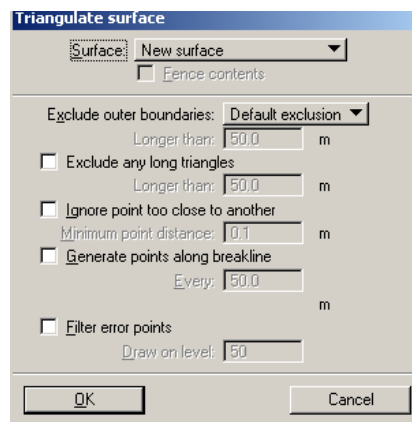 Triangulate surface
Surface: New surface
Fence contents
Exclude outer boundaries: Default exclusion
Longer than: 50.0 m
Exclude any long triangles
Longer than: 50.0 m
Ignore point too close to another
Minimum point distance: 0.1 m
Generate points along breakline
Every: 50.0
m
Filter error points
Draw on level: 50
OK Cancel